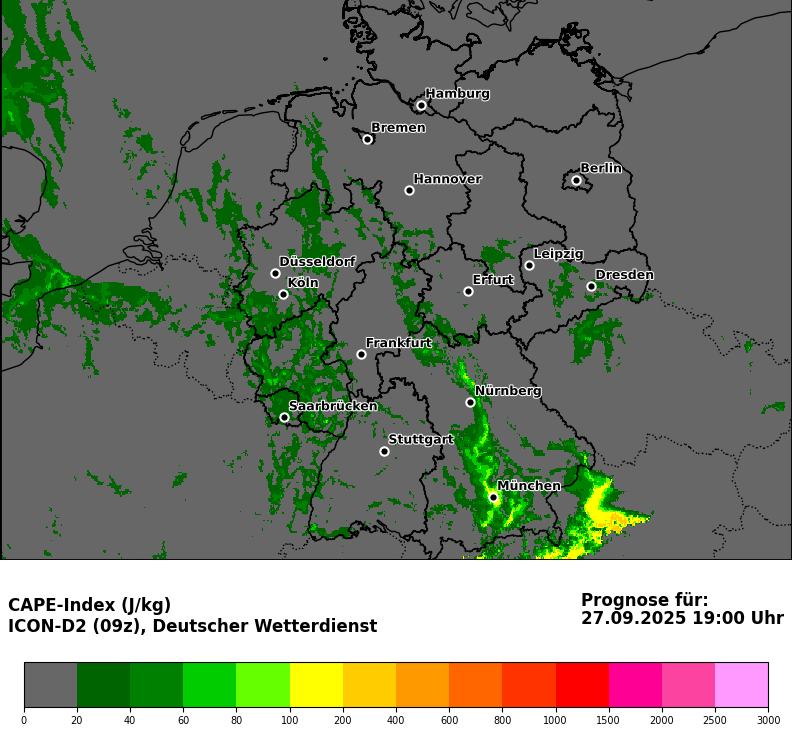 Hamburg
Bremen
Berlin
Hannover
Leipzig
Düsseldorf
Dresden
Köln
Erfurt
Frankfurt
Nürnberg
Saarbrücken
Stuttgart
München
CAPE-Index (J/kg)
ICON-D2 (09z), Deutscher Wetterdienst
Prognose für:
27.09.2025 19:00 Uhr
0 20 40 60 80 100 200 400 600 800 1000 1500 2000 2500 3000